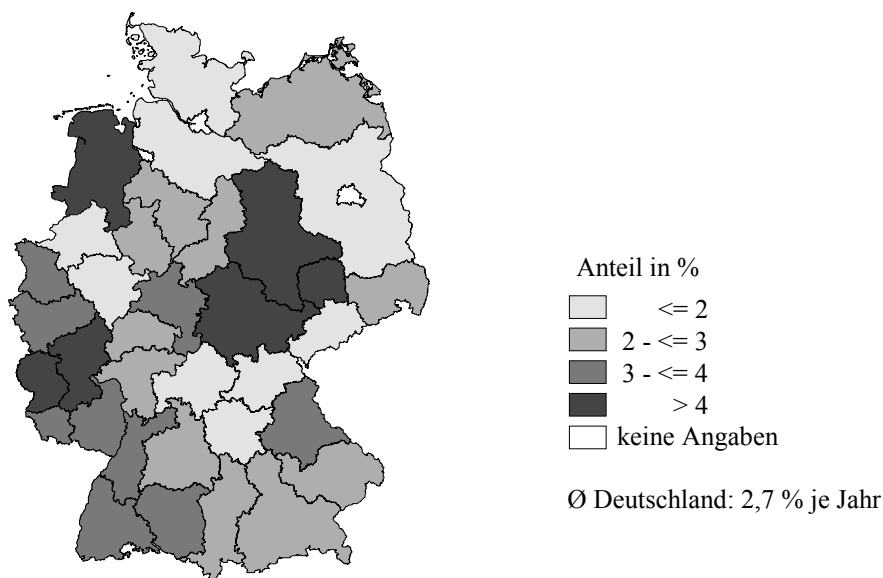 Anteil in %
<= 2
2 - <= 3
3 - <= 4
> 4
keine Angaben
Ø Deutschland: 2,7 % je Jahr